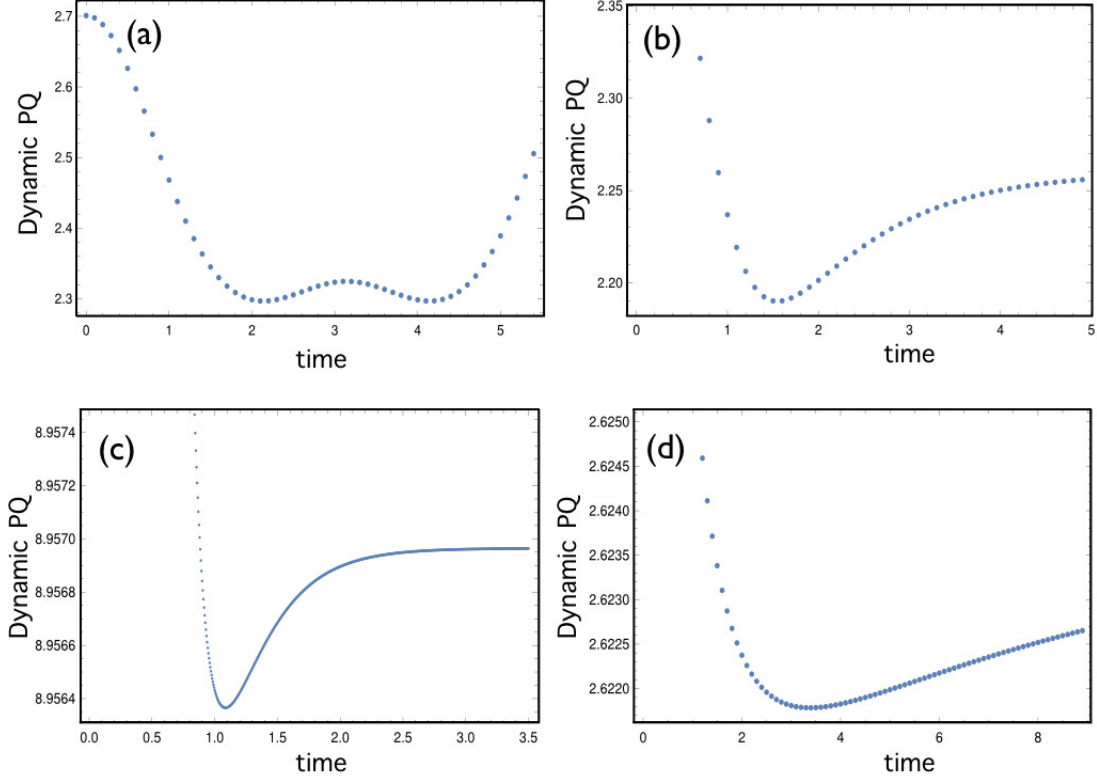 (a)
Dynamic PQ
2.7
2.6
2.5
2.4
2.3
0 1 2 3 4 5
time
(b)
Dynamic PQ
2.35
2.30
2.25
2.20
0 1 2 3 4 5
time
(c)
Dynamic PQ
8.9574
8.9572
8.9570
8.9568
8.9566
8.9564
0.0 0.5 1.0 1.5 2.0 2.5 3.0 3.5
time
(d)
Dynamic PQ
2.6250
2.6245
2.6240
2.6235
2.6230
2.6225
2.6220
0 2 4 6 8
time